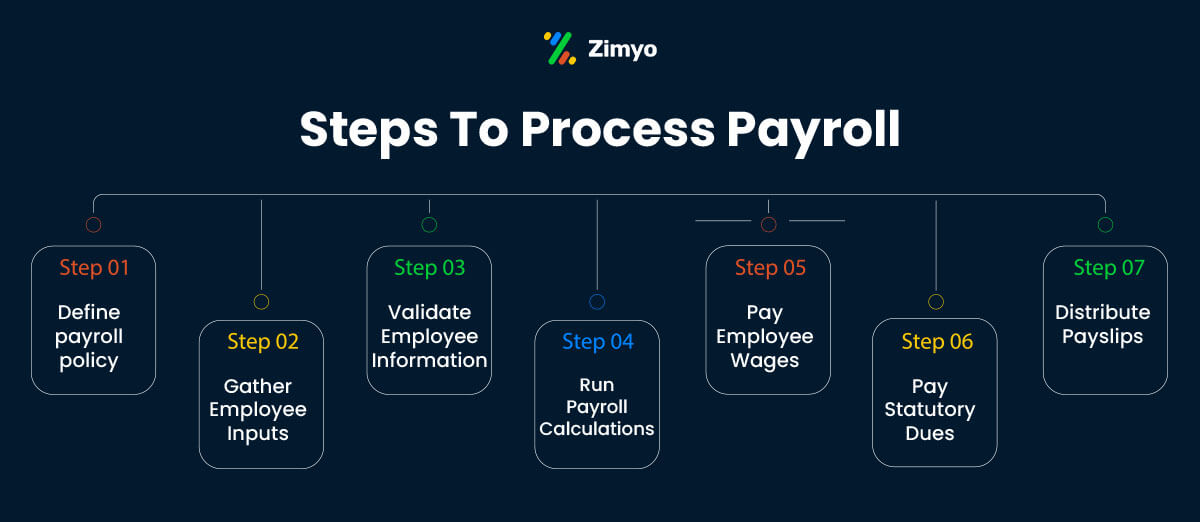 Zimyo
Steps To Process Payroll
Step 01
Define
payroll
policy
Step 02
Gather
Employee
Inputs
Step 03
Validate
Employee
Information
Step 04
Run
Payroll
Calculations
Step 05
Pay
Employee
Wages
Step 06
Pay
Statutory
Dues
Step 07
Distribute
Payslips